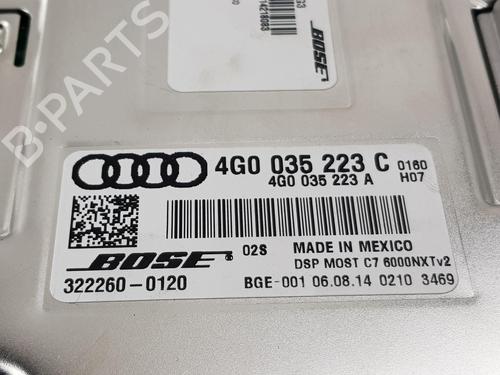 BOSE
B-PARTS
4G0 035 223 C 0160
4G0 035 223 A H07
02S MADE IN MEXICO
BOSE DSP MOST C7 6000NXTv2
322260-0120 BGE-001 06.08.14 0210 3469